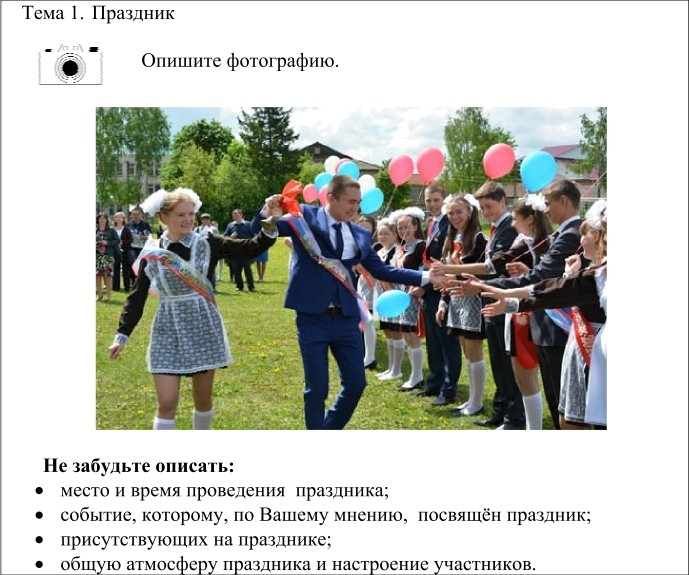 Тема 1. Праздник
Опишите фотографию.
Не забудьте описать:
• место и время проведения праздника;
• событие, которому, по Вашему мнению, посвящён праздник;
• присутствующих на празднике;
• общую атмосферу праздника и настроение участников.